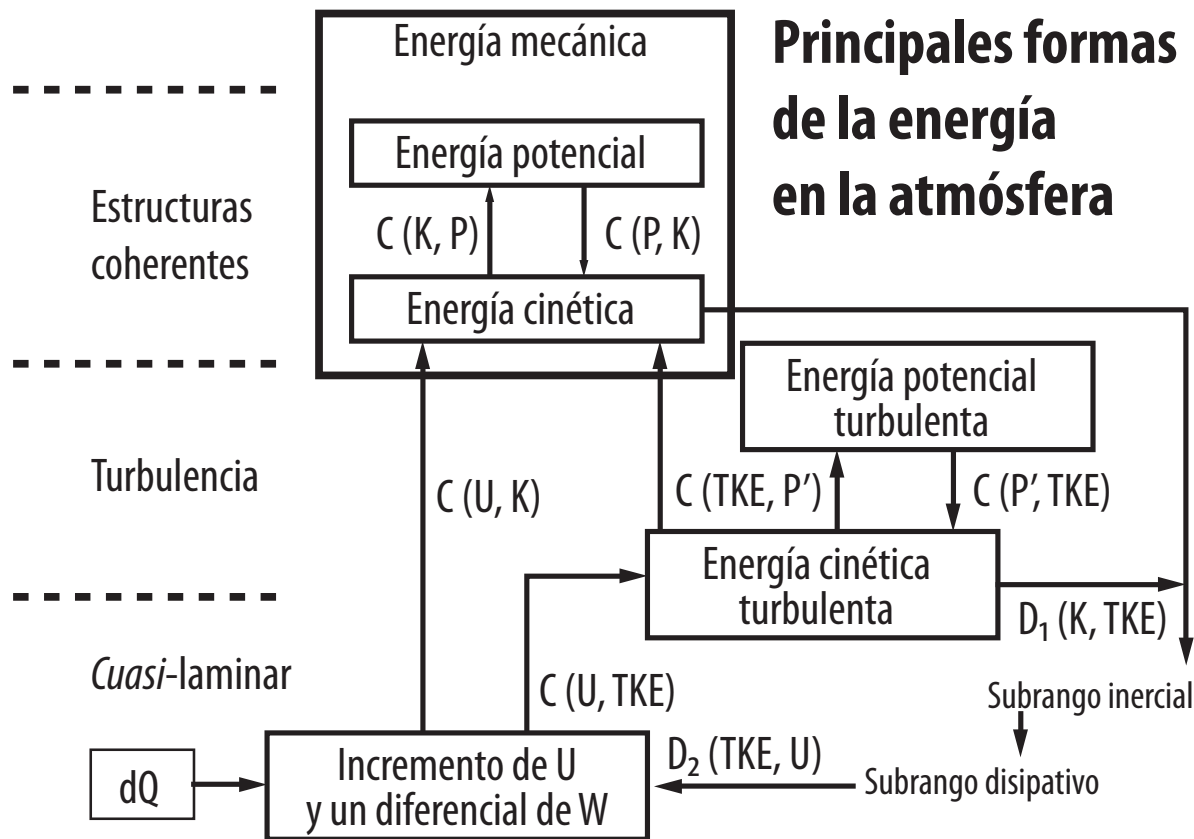 Principales formas
de la energía
en la atmósfera
Energía mecánica
Energía potencial
Estructuras
coherentes
C (K, P)
C (P, K)
Energía cinética
Energía potencial
turbulenta
Turbulencia
C (U, K)
C (TKE, P’)
C (P’, TKE)
Energía cinética
turbulenta
D₁ (K, TKE)
Cuasi-laminar
C (U, TKE)
Subrango inercial
dQ
Incremento de U
y un diferencial de W
D₂ (TKE, U)
Subrango disipativo